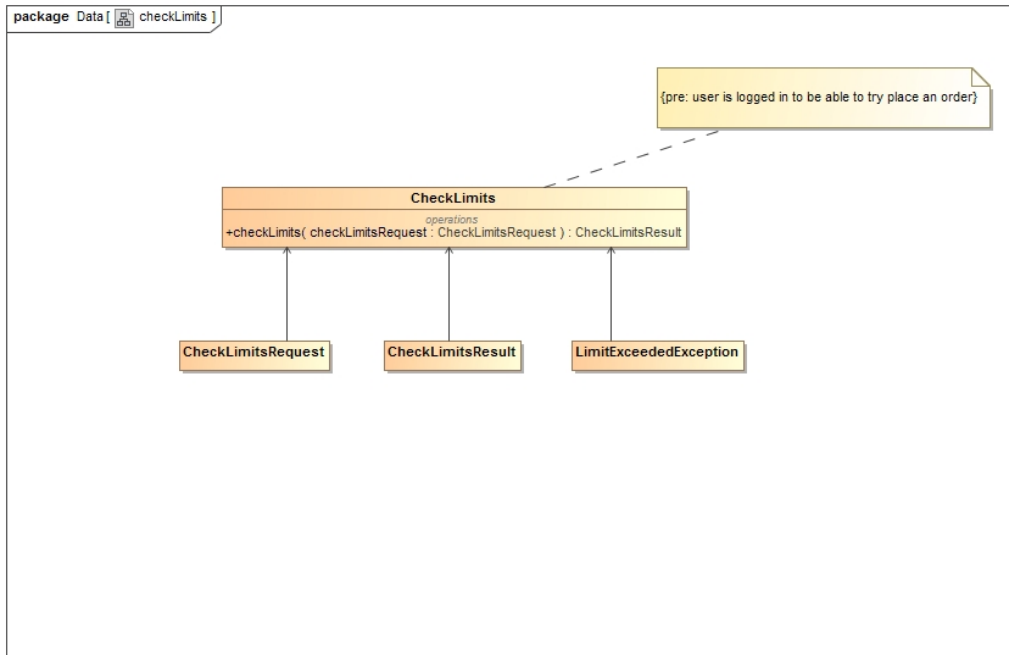 package Data [ checkLimits ]
{pre: user is logged in to be able to try place an order}
CheckLimits
operations
+checkLimits( checkLimitsRequest : CheckLimitsRequest ) : CheckLimitsResult
CheckLimitsRequest
CheckLimitsResult
LimitExceededException